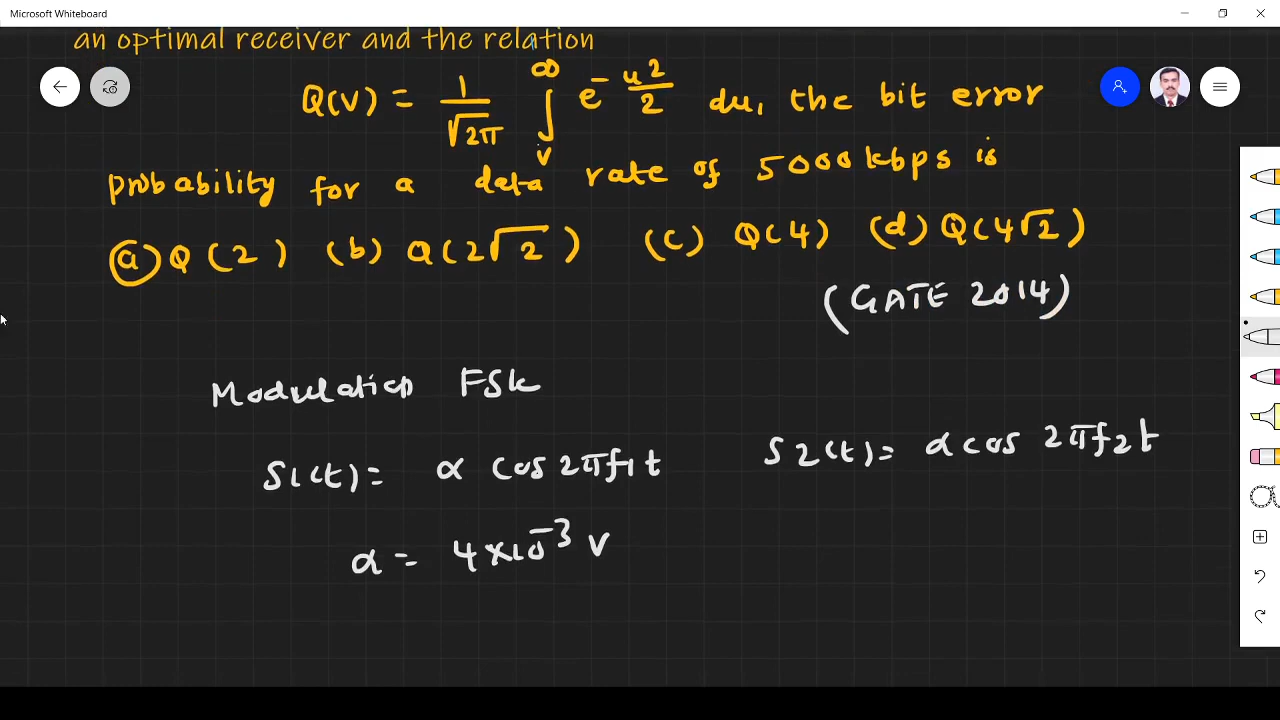 Microsoft Whiteboard
an optimal receiver and the relation
Q(V) = 1/√2π ∫_v^∞ e^-u²/2 du, the bit error
probability for a data rate of 5000kbps is
(a) Q(2) (b) Q(2√2) (c) Q(4) (d) Q(4√2)
(GATE 2014)
Modulation FSK
S1(t) = α cos 2πf1t S2(t) = α cos 2πf2t
α = 4×10^-3 V